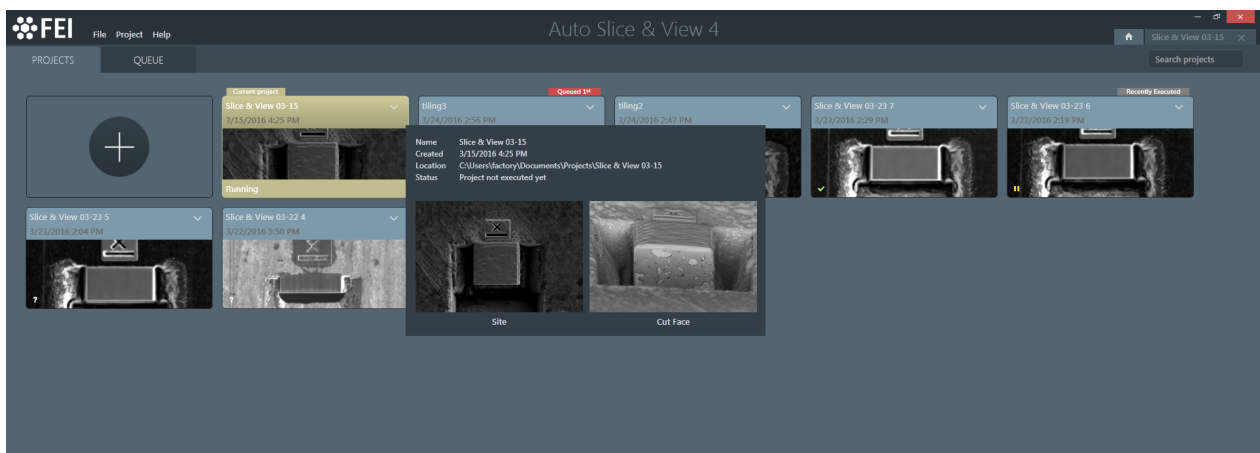 FEI File Project Help
Auto Slice & View 4
Slice & View 03-15
PROJECTS QUEUE
Search projects
Current project
Slice & View 03-15
3/15/2016 4:25 PM
Running
Queued 1st
tiling3
3/24/2016 2:56 PM
tiling2
3/24/2016 2:47 PM
Slice & View 03-23 7
3/23/2016 2:29 PM
Recently Executed
Slice & View 03-23 6
3/23/2016 2:19 PM
Name Slice & View 03-15
Created 3/15/2016 4:25 PM
Location C:\Users\factory\Documents\Projects\Slice & View 03-15
Status Project not executed yet
Site
Cut Face
Slice & View 03-23 5
3/23/2016 2:04 PM
?
Slice & View 03-22 4
3/22/2016 5:50 PM
?